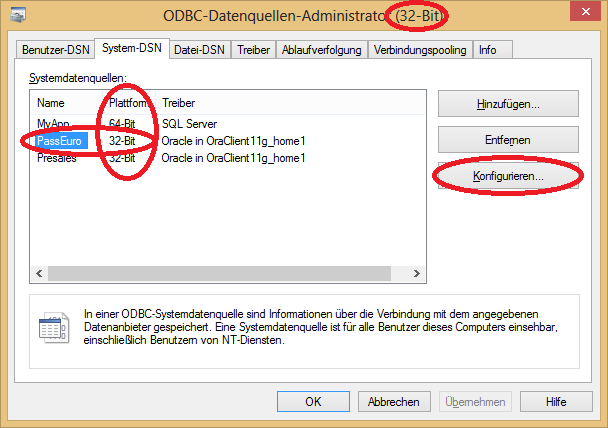 ODBC-Datenquellen-Administrator (32-Bit)
Benutzer-DSN System-DSN Datei-DSN Treiber Ablaufverfolgung Verbindungspooling Info
Systemdatenquellen:
Name Plattform Treiber
MyApp 64-Bit SQL Server
PassEuro 32-Bit Oracle in OraClient11g_home1
Presales 32-Bit Oracle in OraClient11g_home1
Hinzufügen...
Entfernen
Konfigurieren...
In einer ODBC-Systemdatenquelle sind Informationen über die Verbindung mit dem angegebenen
Datenanbieter gespeichert. Eine Systemdatenquelle ist für alle Benutzer dieses Computers einsehbar,
einschließlich Benutzern von NT-Diensten.
OK Abbrechen Übernehmen Hilfe